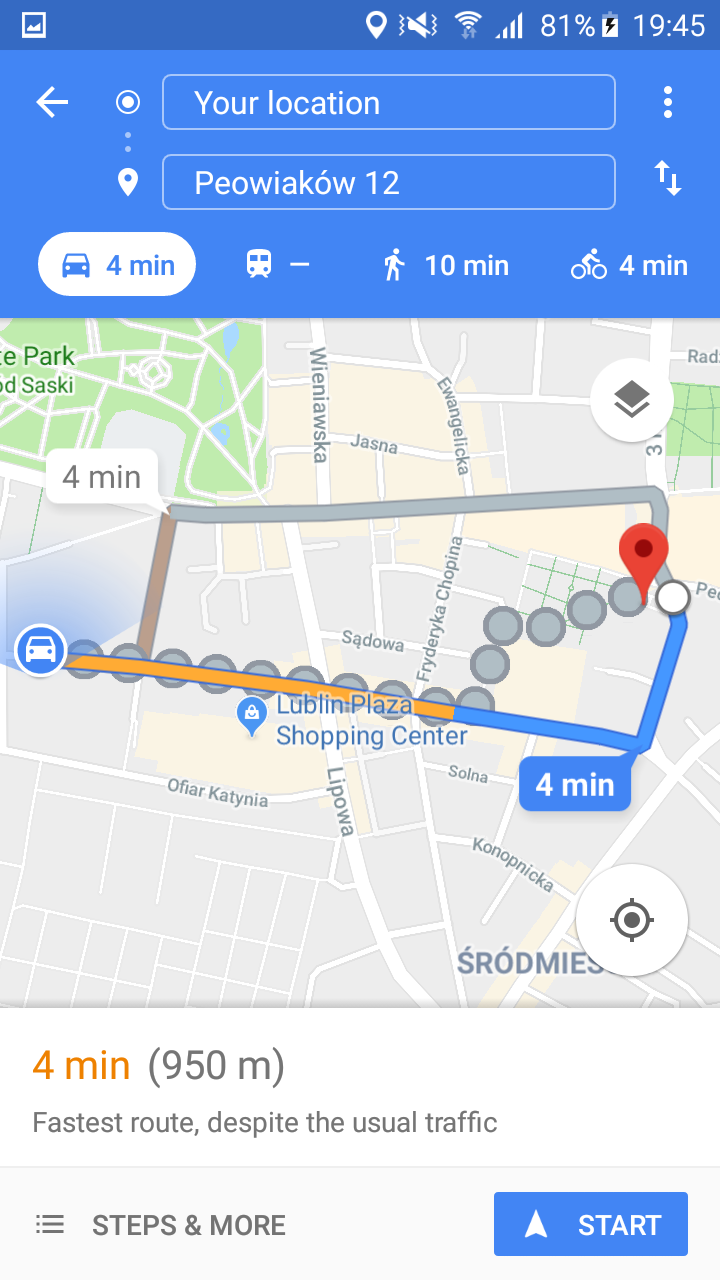 81% 19:45
Your location
Peowiaków 12
4 min – 10 min 4 min
te Park
od Saski
Wieniawska
Ewangelicka
Jasna
4 min
Fryderyka Chopina
Sądowa
Lublin Plaza
Shopping Center
Solna
4 min
Ofiar Katynia
Lipowa
Konopnicka
ŚRÓDMIEŚ
4 min (950 m)
Fastest route, despite the usual traffic
STEPS & MORE
START